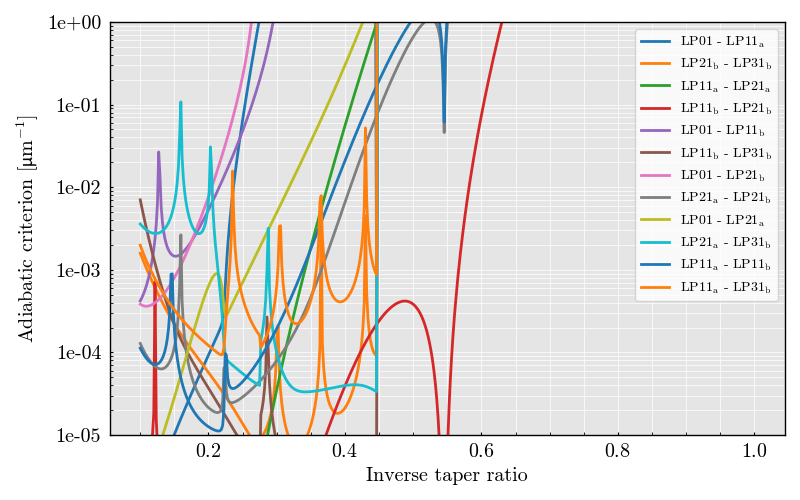 1e+00
1e-01
1e-02
1e-03
1e-04
1e-05
Adiabatic criterion [μm⁻¹]
0.2
0.4
0.6
0.8
1.0
Inverse taper ratio
LP01 - LP11a
LP21b - LP31b
LP11a - LP21a
LP11b - LP21b
LP01 - LP11b
LP11b - LP31b
LP01 - LP21b
LP21a - LP21b
LP01 - LP21a
LP21a - LP31b
LP11a - LP11b
LP11a - LP31b